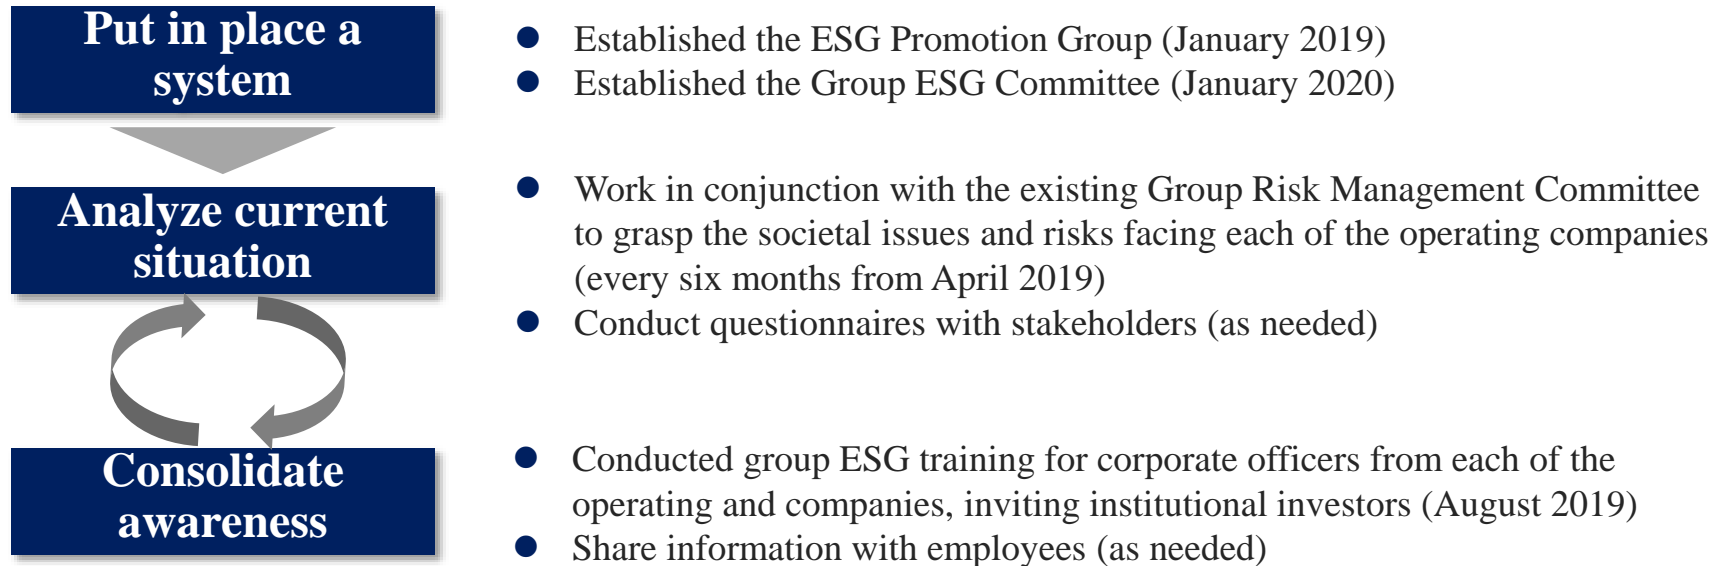 Put in place a
system
● Established the ESG Promotion Group (January 2019)
● Established the Group ESG Committee (January 2020)
Analyze current
situation
● Work in conjunction with the existing Group Risk Management Committee
to grasp the societal issues and risks facing each of the operating companies
(every six months from April 2019)
● Conduct questionnaires with stakeholders (as needed)
Consolidate
awareness
● Conducted group ESG training for corporate officers from each of the
operating and companies, inviting institutional investors (August 2019)
● Share information with employees (as needed)